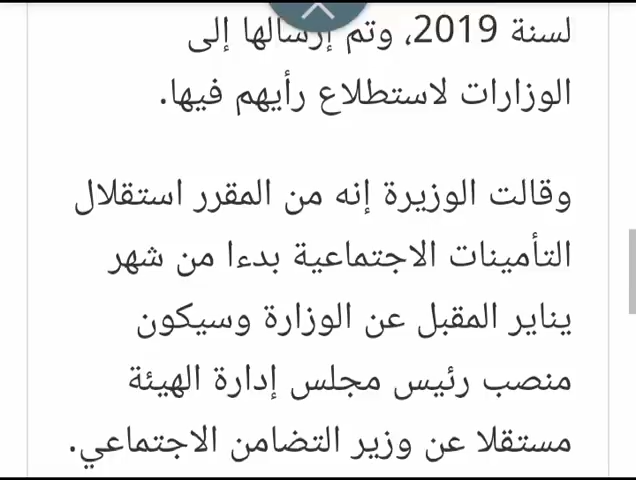 لسنة 2019، وتم إرسالها إلى
الوزارات لاستطلاع رأيهم فيها.
وقالت الوزيرة إنه من المقرر استقلال
التأمينات الاجتماعية بدءا من شهر
يناير المقبل عن الوزارة وسيكون
منصب رئيس مجلس إدارة الهيئة
مستقلا عن وزير التضامن الاجتماعي.